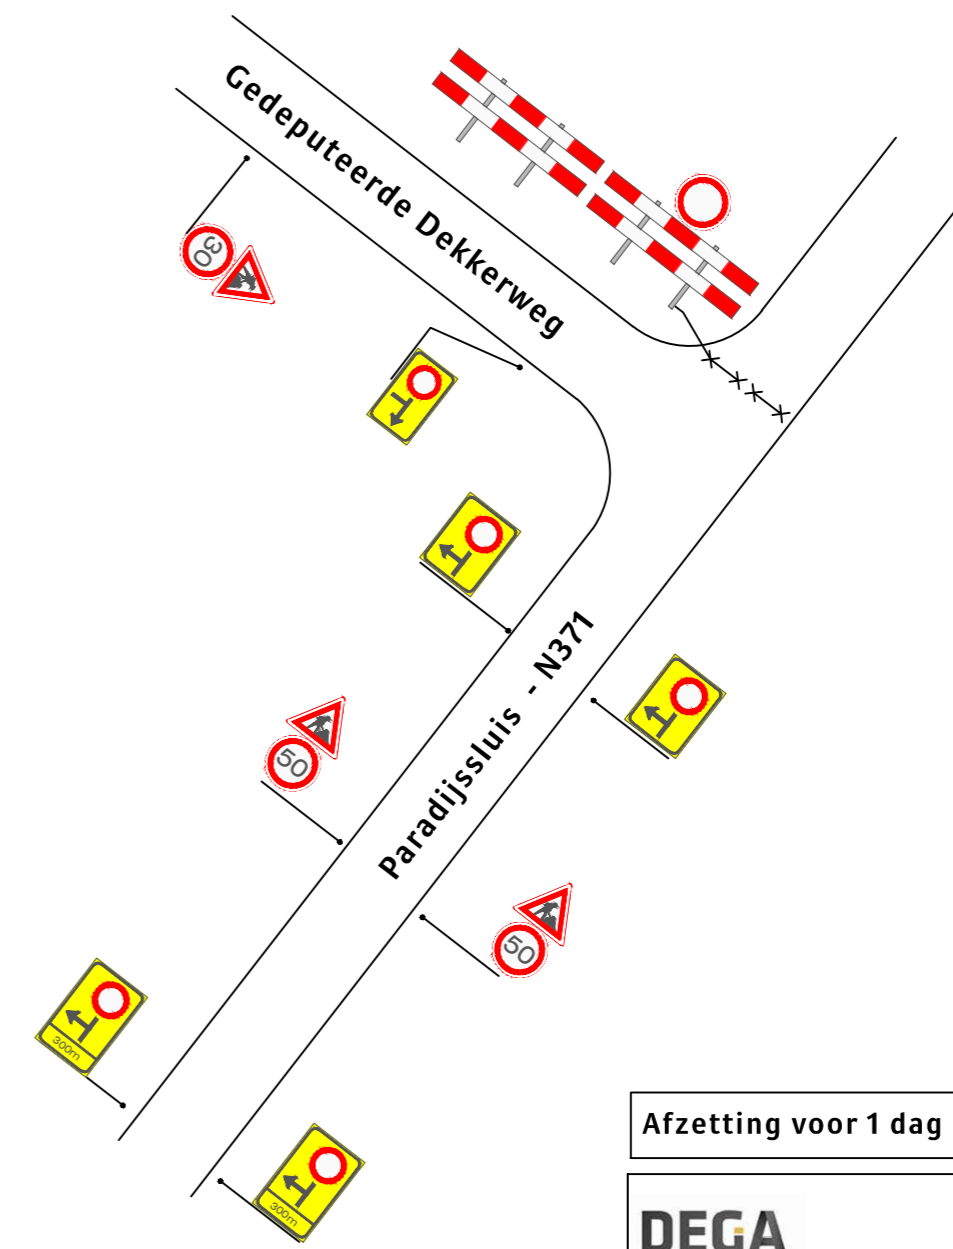 Gedeputeerde Dekkerweg
30
50
Paradijssluis - N371
50
300m
300m
Afzetting voor 1 dag
DEGA